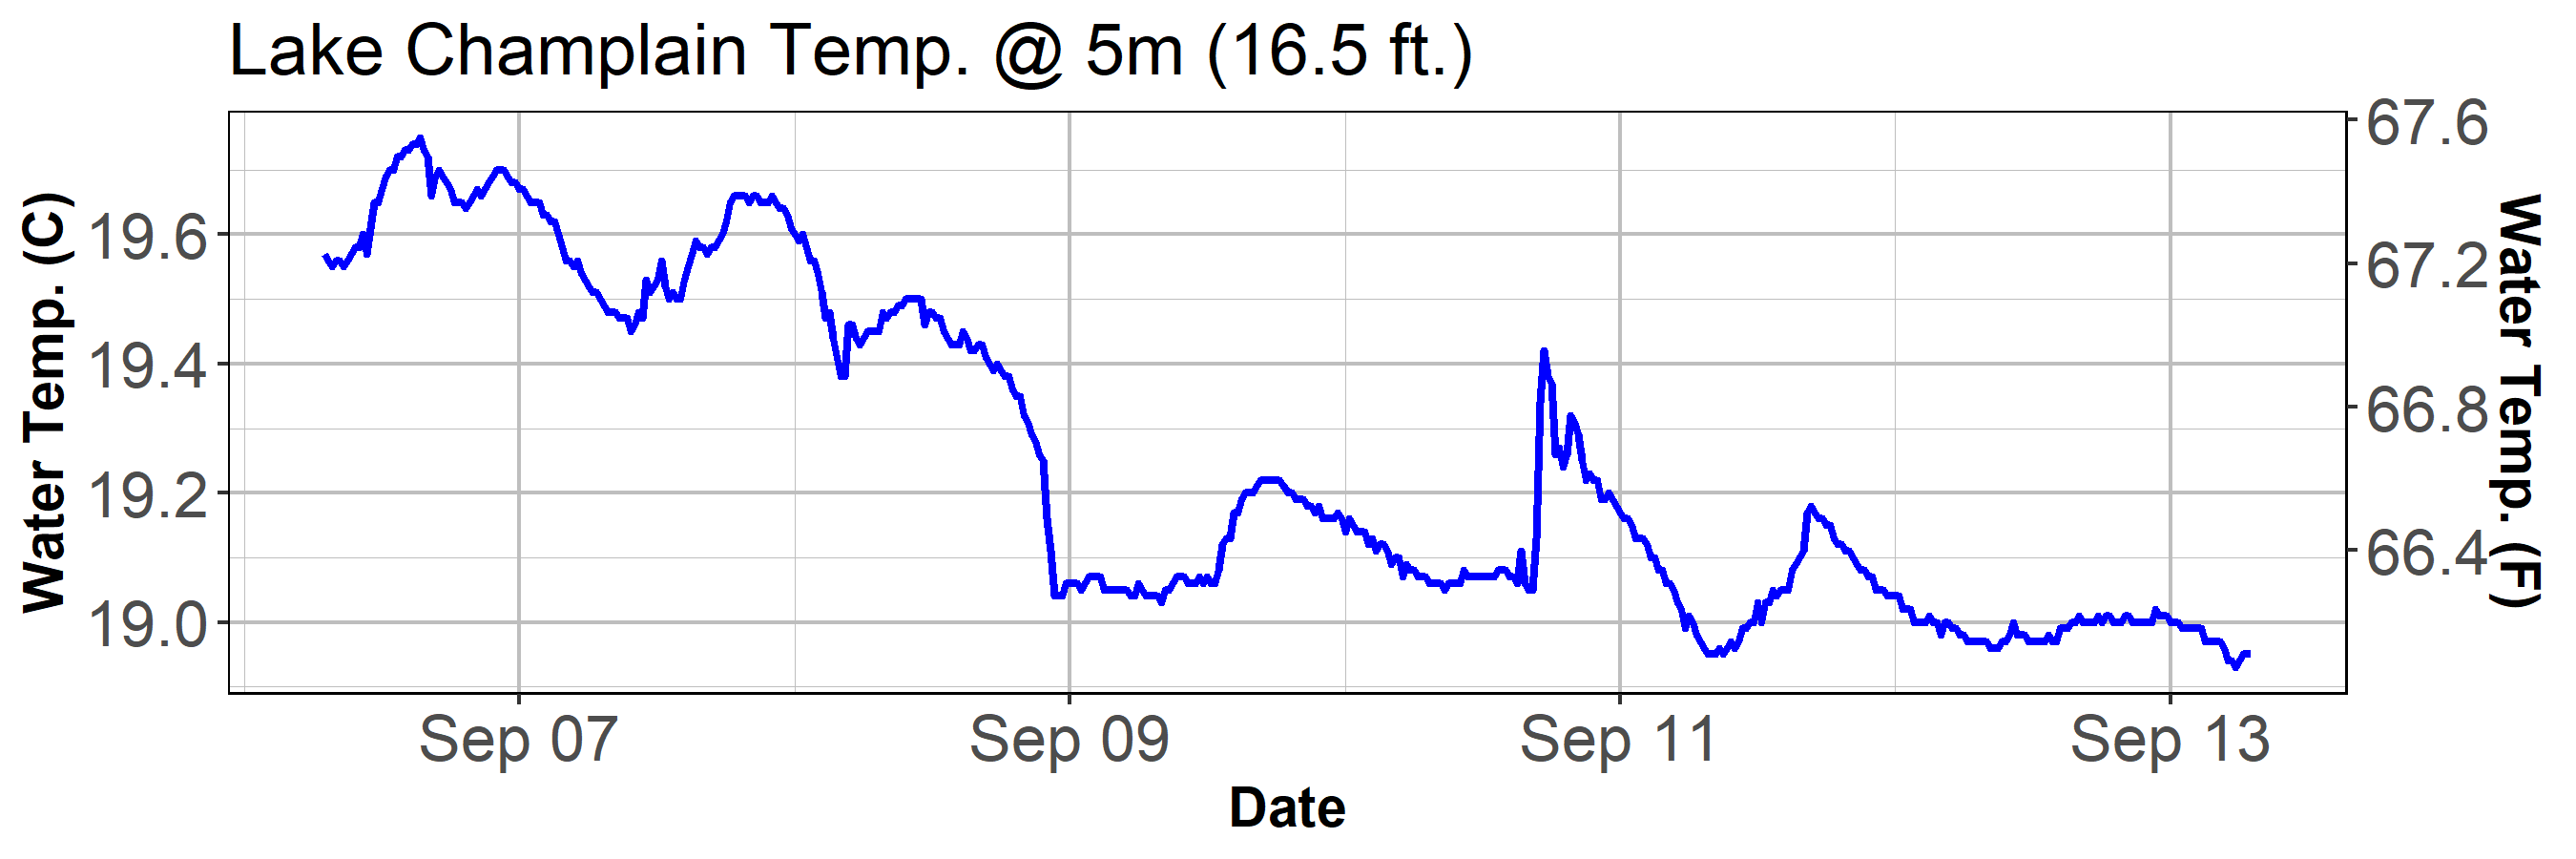 Lake Champlain Temp. @ 5m (16.5 ft.)
Water Temp. (C)
19.6
19.4
19.2
19.0
67.6
67.2
66.8
66.4
Water Temp. (F)
Sep 07
Sep 09
Sep 11
Sep 13
Date